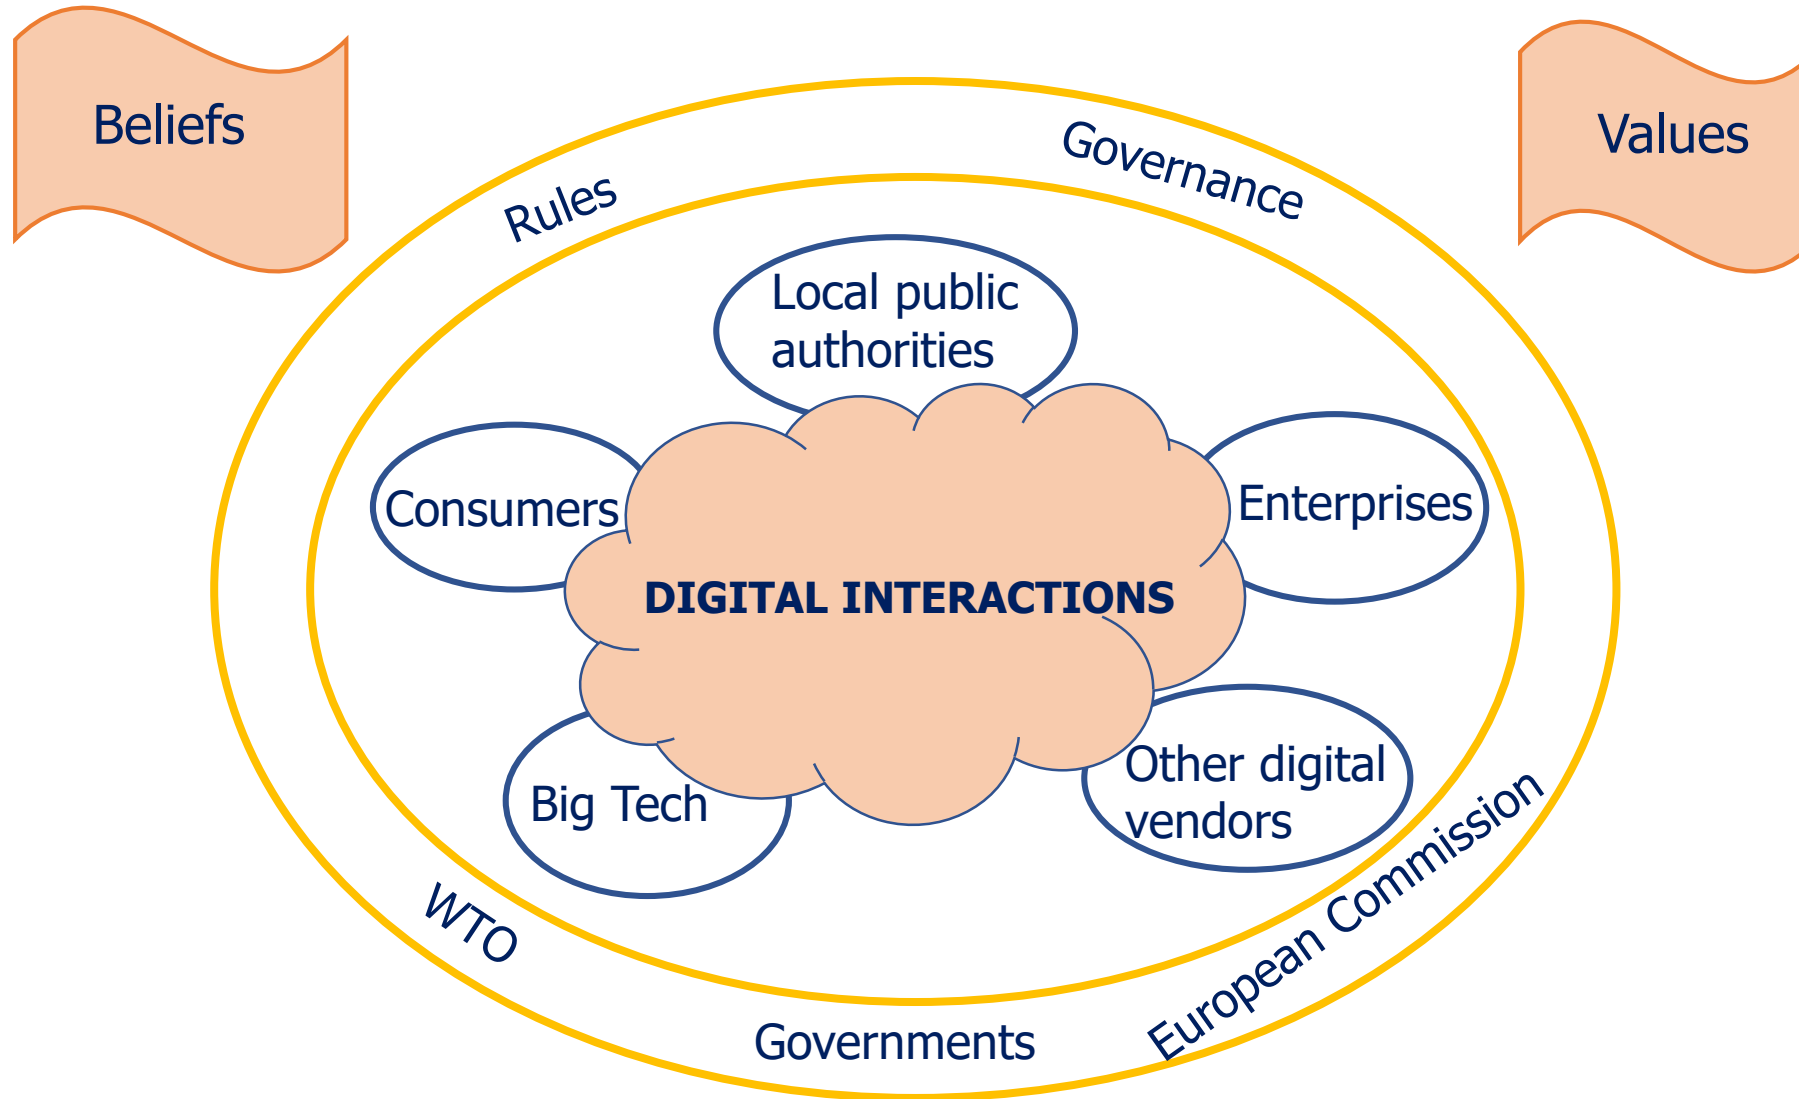 Beliefs
Values
Governance
Rules
Local public
authorities
Consumers
Enterprises
DIGITAL INTERACTIONS
Big Tech
Other digital
vendors
WTO
European Commission
Governments